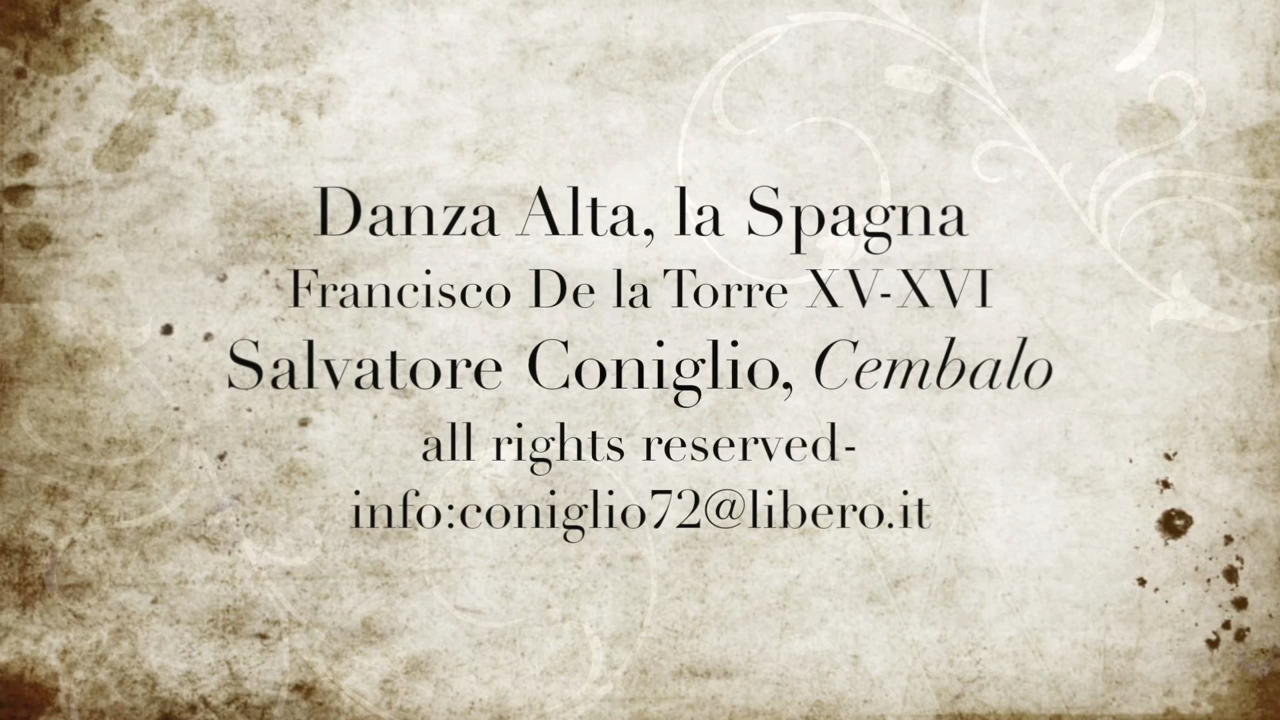 Danza Alta, la Spagna
Francisco De la Torre XV-XVI
Salvatore Coniglio, Cembalo
all rights reserved-
info:coniglio72@libero.it